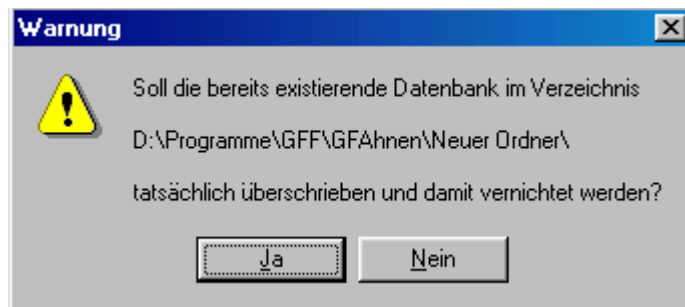 Warnung
Soll die bereits existierende Datenbank im Verzeichnis
D:\Programme\GFF\GFAhnen\Neuer Ordner\
tatsächlich überschrieben und damit vernichtet werden?
Ja
Nein